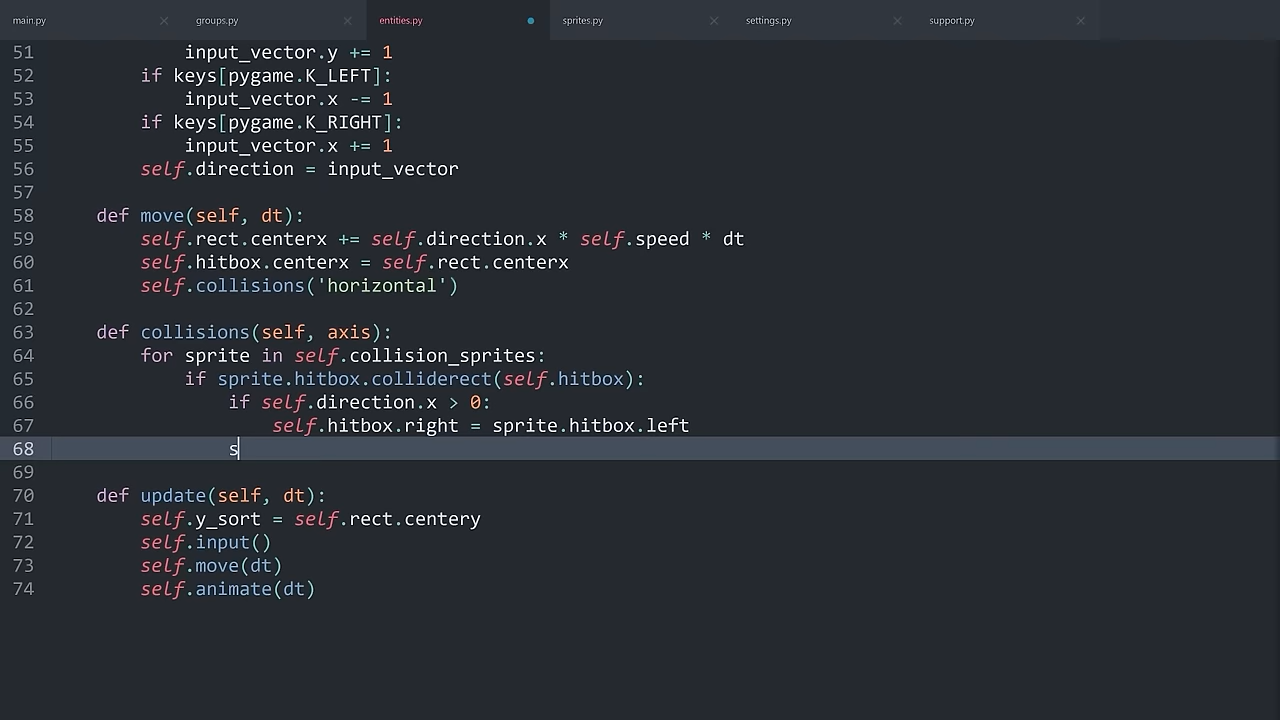 main.py groups.py entities.py sprites.py settings.py support.py
51 input_vector.y += 1
52 if keys[pygame.K_LEFT]:
53 input_vector.x -= 1
54 if keys[pygame.K_RIGHT]:
55 input_vector.x += 1
56 self.direction = input_vector
57
58 def move(self, dt):
59 self.rect.centerx += self.direction.x * self.speed * dt
60 self.hitbox.centerx = self.rect.centerx
61 self.collisions('horizontal')
62
63 def collisions(self, axis):
64 for sprite in self.collision_sprites:
65 if sprite.hitbox.colliderect(self.hitbox):
66 if self.direction.x > 0:
67 self.hitbox.right = sprite.hitbox.left
68 s
69
70 def update(self, dt):
71 self.y_sort = self.rect.centery
72 self.input()
73 self.move(dt)
74 self.animate(dt)